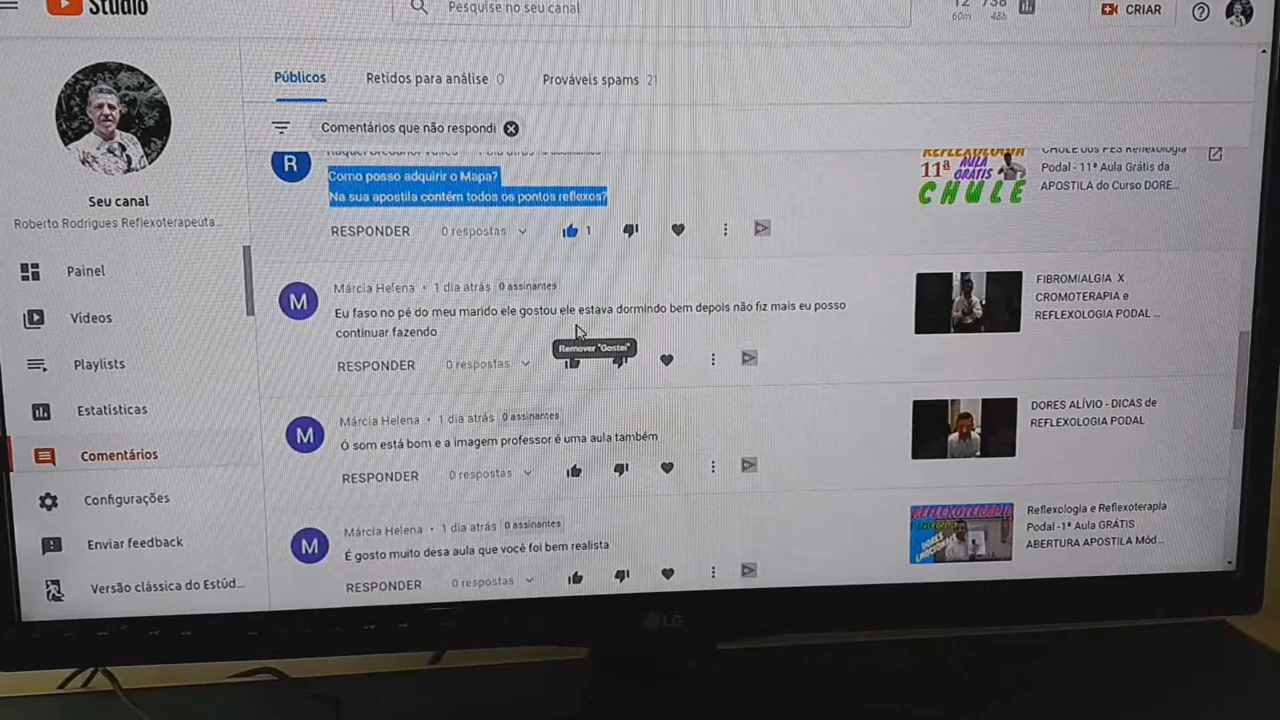 Studio
Pesquise no seu canal
60m
48h
CRIAR
Públicos
Retidos para análise 0
Prováveis spams 21
Comentários que não respondi
Seu canal
Roberto Rodrigues Reflexoterapeuta...
Painel
Vídeos
Playlists
Estatísticas
Comentários
Configurações
Enviar feedback
Versão clássica do Estúd...
R
Como posso adquirir o Mapa?
Na sua apostila contém todos os pontos reflexos?
RESPONDER 0 respostas 1
REFLEXOLOGIA
11ª AULA
GRÁTIS
CHULE
CHULÉ dos PÉS Reflexologia
Podal - 11ª Aula Grátis da
APOSTILA do Curso DORE...
M
Márcia Helena • 1 dia atrás 0 assinantes
Eu faso no pé do meu marido ele gostou ele estava dormindo bem depois não fiz mais eu posso
continuar fazendo
Remover "Gostei"
RESPONDER 0 respostas
FIBROMIALGIA X
CROMOTERAPIA e
REFLEXOLOGIA PODAL ...
M
Márcia Helena • 1 dia atrás 0 assinantes
Ó som está bom e a imagem professor é uma aula também
RESPONDER 0 respostas
DORES ALÍVIO - DICAS de
REFLEXOLOGIA PODAL
M
Márcia Helena • 1 dia atrás 0 assinantes
É gosto muito desa aula que você foi bem realista
RESPONDER 0 respostas
REFLEXOTERAPIA
DORES
EMOCIONAIS
Reflexologia e Reflexoterapia
Podal -1ª Aula GRÁTIS
ABERTURA APOSTILA Mód...
LG